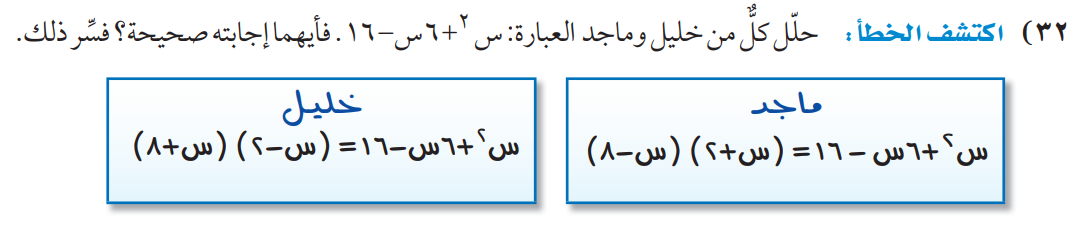 ٣٢) اكتشف الخطأ: حلّل كلٌّ من خليل وماجد العبارة: س٢+٦س–١٦. فأيهما إجابته صحيحة؟ فسِّر ذلك.
ماجد
س٢+٦س–١٦=(س+٢)(س–٨)
خليل
س٢+٦س–١٦=(س–٢)(س+٨)